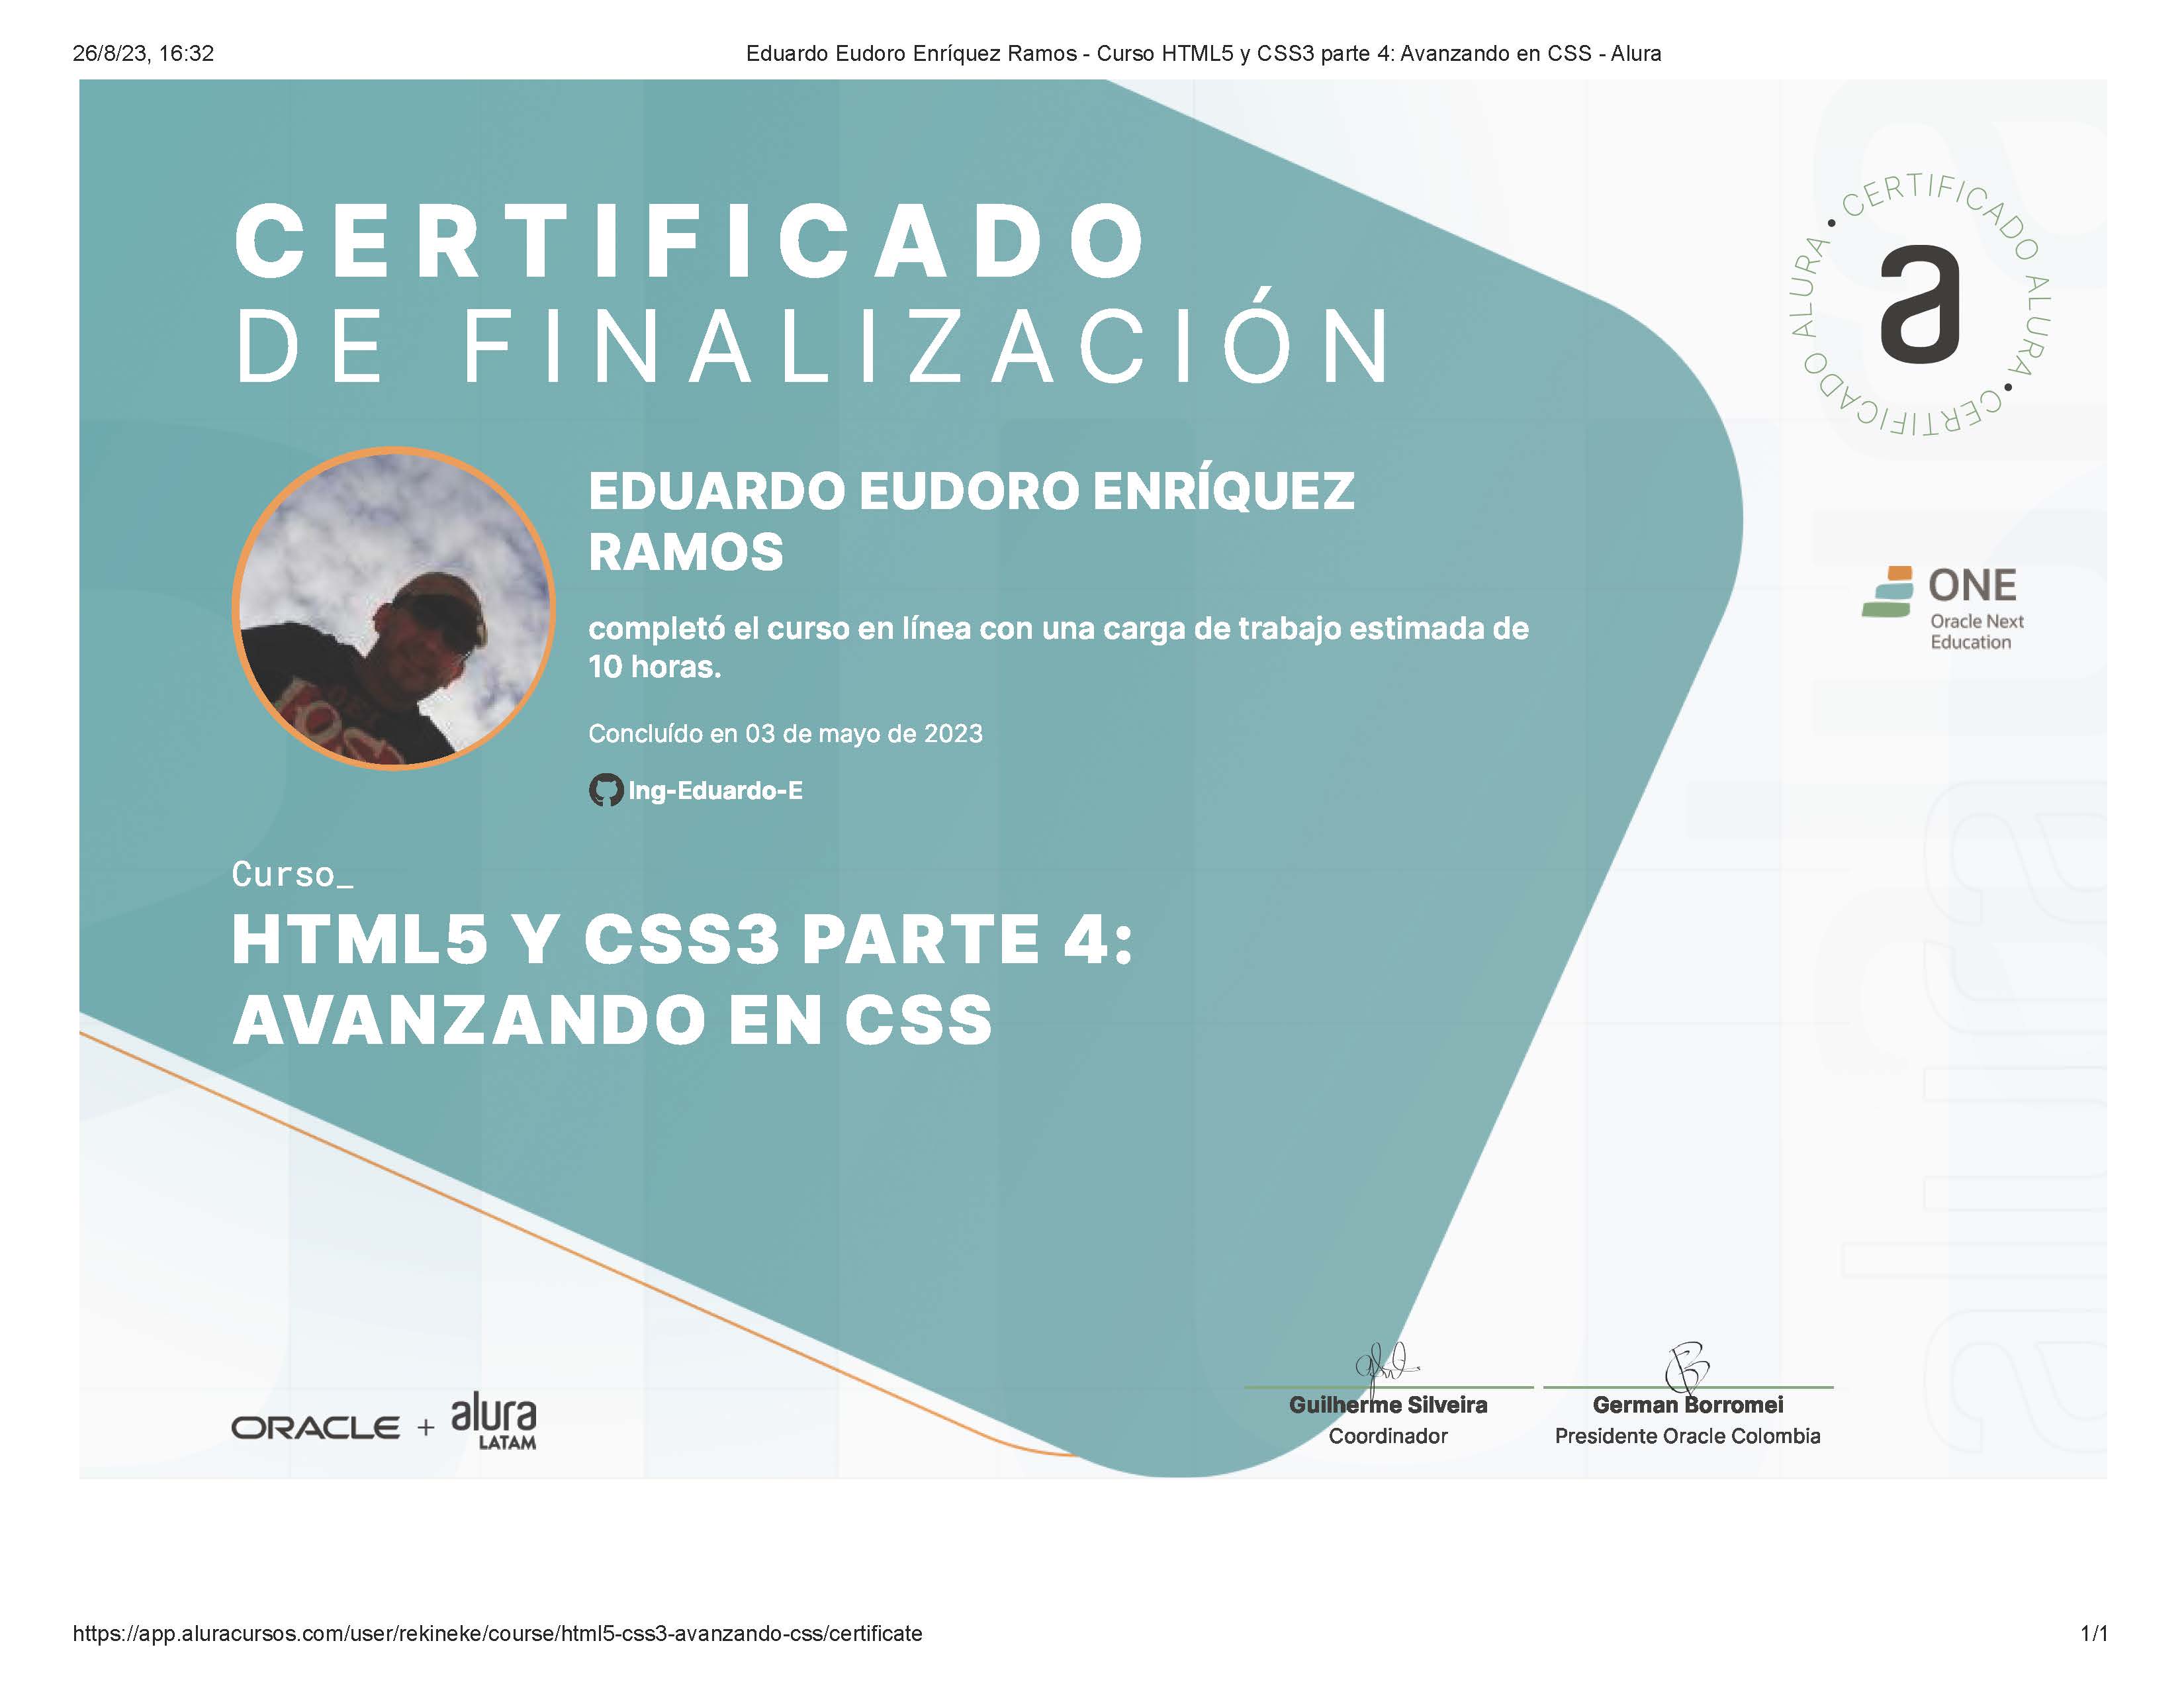 26/8/23, 16:32
Eduardo Eudoro Enríquez Ramos - Curso HTML5 y CSS3 parte 4: Avanzando en CSS - Alura
CERTIFICADO
DE FINALIZACIÓN
• CERTIFICADO ALURA • CERTIFICADO ALURA
a
EDUARDO EUDORO ENRÍQUEZ
RAMOS
completó el curso en línea con una carga de trabajo estimada de
10 horas.
ONE
Oracle Next
Education
Concluído en 03 de mayo de 2023
Ing-Eduardo-E
Curso_
HTML5 Y CSS3 PARTE 4:
AVANZANDO EN CSS
ORACLE + alura
LATAM
Guilherme Silveira
Coordinador
German Borromei
Presidente Oracle Colombia
alura
https://app.aluracursos.com/user/rekineke/course/html5-css3-avanzando-css/certificate
1/1